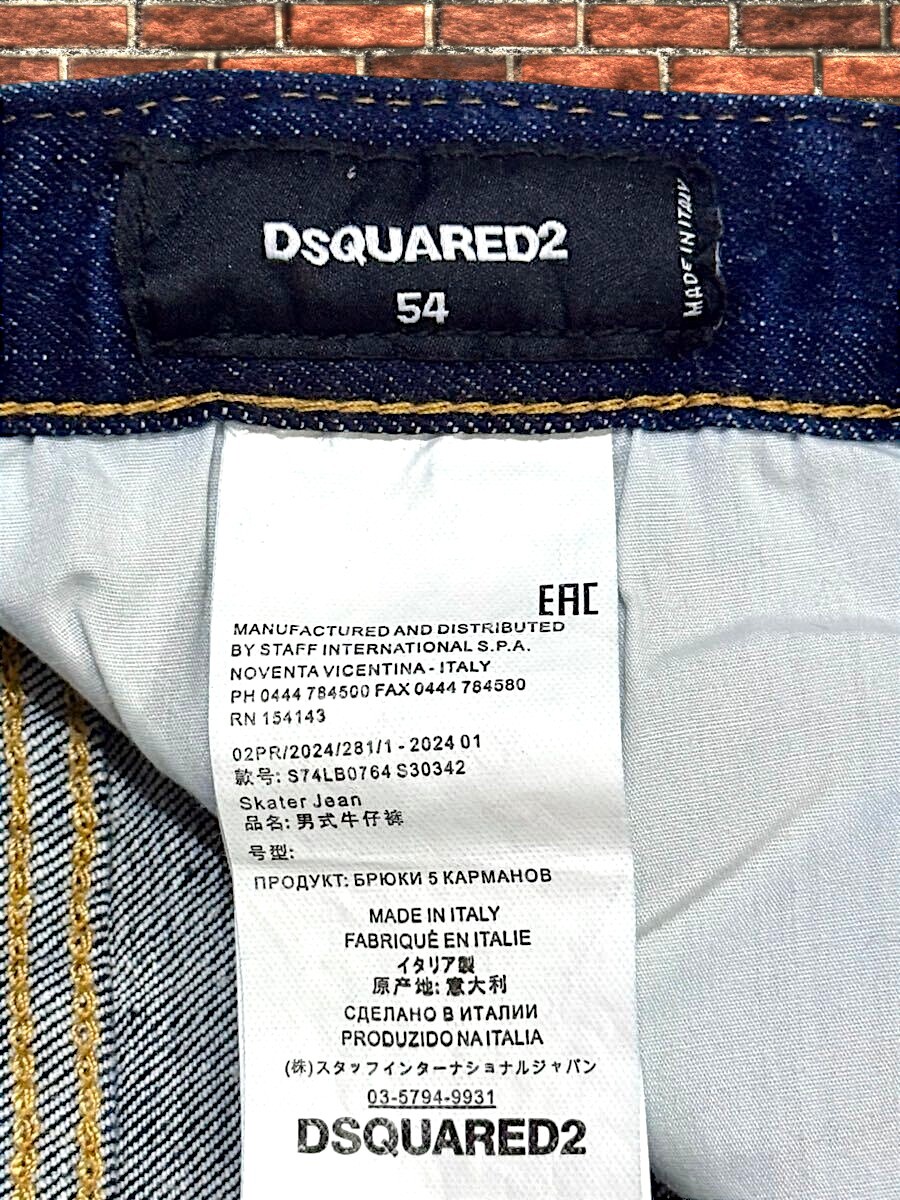 DSQUARED2
54
MADE IN ITALY
EAC
MANUFACTURED AND DISTRIBUTED
BY STAFF INTERNATIONAL S.P.A.
NOVENTA VICENTINA - ITALY
PH 0444 784500 FAX 0444 784580
RN 154143
02PR/2024/281/1 - 2024 01
款号: S74LB0764 S30342
Skater Jean
品名: 男式牛仔裤
号型:
ПРОДУКТ: БРЮКИ 5 КАРМАНОВ
MADE IN ITALY
FABRIQUÉ EN ITALIE
イタリア製
原产地: 意大利
СДЕЛАНО В ИТАЛИИ
PRODUZIDO NA ITALIA
(株)スタッフインターナショナルジャパン
03-5794-9931
DSQUARED2